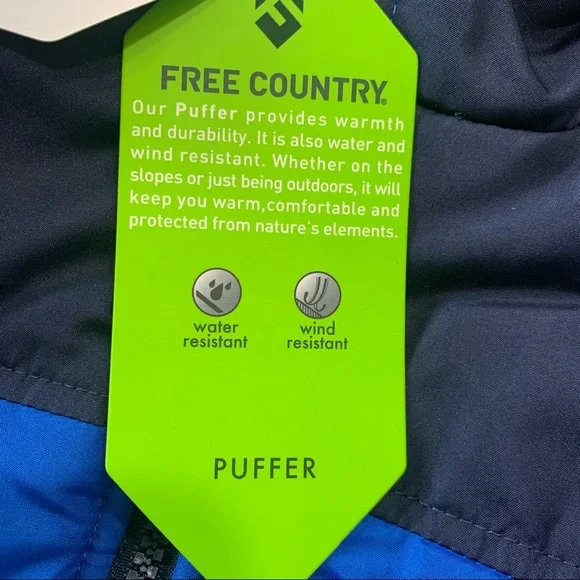 FREE COUNTRY®
Our Puffer provides warmth
and durability. It is also water and
wind resistant. Whether on the
slopes or just being outdoors, it will
keep you warm,comfortable and
protected from nature's elements.
water
resistant
wind
resistant
PUFFER